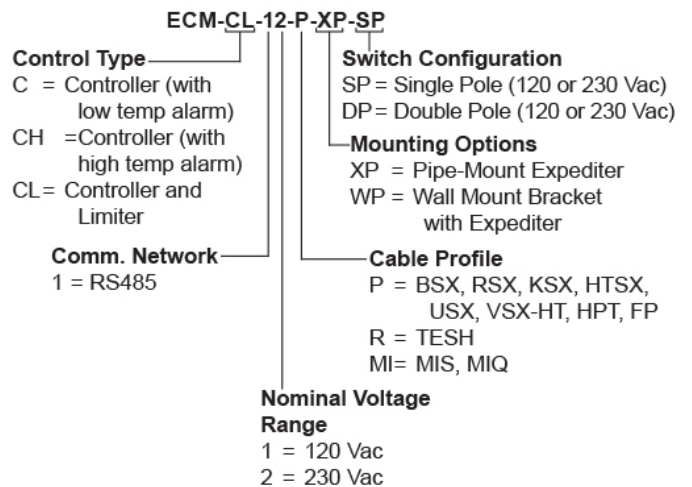 ECM-CL-12-P-XP-SP
Control Type
C = Controller (with
low temp alarm)
CH =Controller (with
high temp alarm)
CL= Controller and
Limiter
Switch Configuration
SP = Single Pole (120 or 230 Vac)
DP = Double Pole (120 or 230 Vac)
Mounting Options
XP = Pipe-Mount Expediter
WP = Wall Mount Bracket
with Expediter
Comm. Network
1 = RS485
Cable Profile
P = BSX, RSX, KSX, HTSX,
USX, VSX-HT, HPT, FP
R = TESH
MI= MIS, MIQ
Nominal Voltage
Range
1 = 120 Vac
2 = 230 Vac